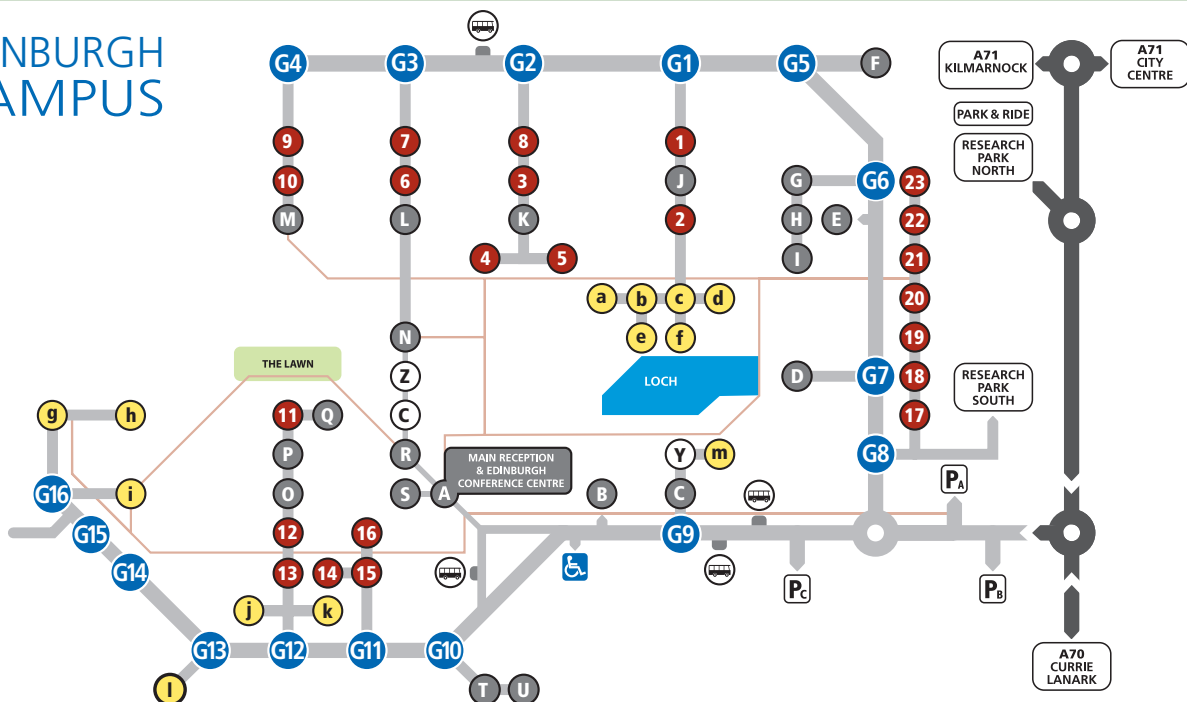 NBURGH
AMPUS
G4
G3
G2
G1
G5
F
A71
KILMARNOCK
A71
CITY
CENTRE
PARK & RIDE
RESEARCH
PARK
NORTH
9
7
8
1
10
6
3
J
G
G6
23
M
L
K
2
H
E
22
4
5
I
21
a
b
c
d
20
N
e
f
19
THE LAWN
Z
LOCH
D
G7
18
RESEARCH
PARK
SOUTH
g
h
11
Q
C
17
P
R
MAIN RECEPTION
& EDINBURGH
CONFERENCE CENTRE
Y
m
G8
G16
i
O
S
A
B
C
PA
G15
12
16
G9
G14
13
14
15
PC
PB
j
k
G13
G12
G11
G10
A70
CURRIE
LANARK
l
T
U